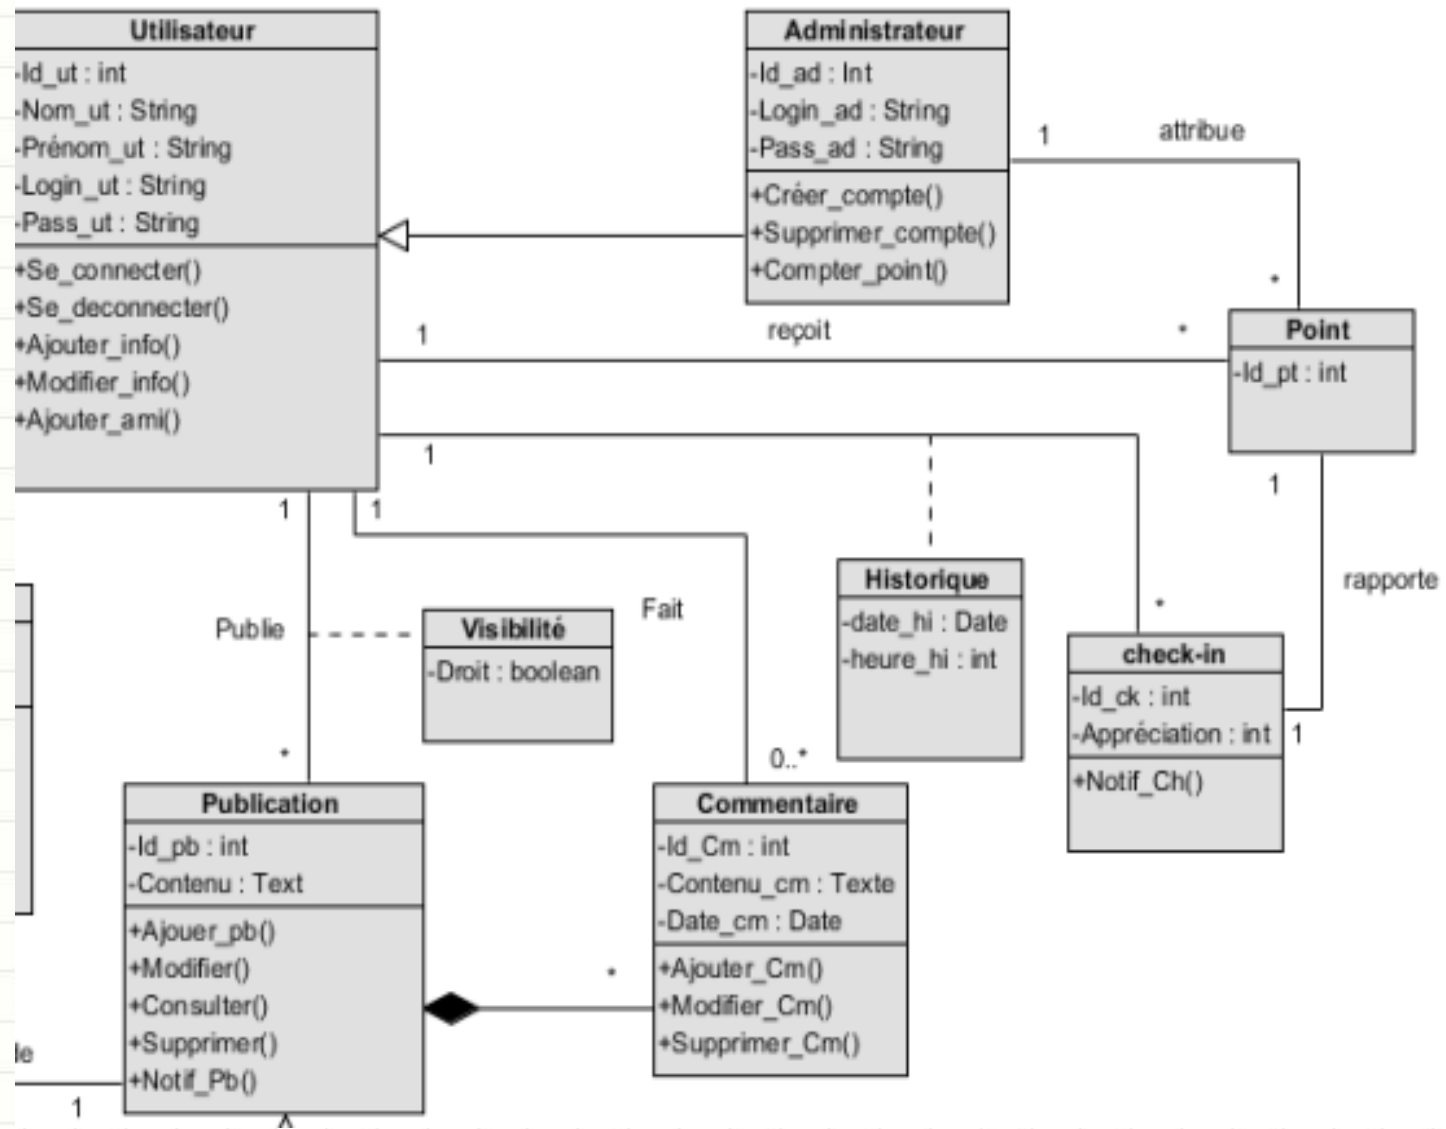 Utilisateur
-Id_ut : int
-Nom_ut : String
-Prénom_ut : String
-Login_ut : String
-Pass_ut : String
+Se_connecter()
+Se_deconnecter()
+Ajouter_info()
+Modifier_info()
+Ajouter_ami()
Administrateur
-Id_ad : Int
-Login_ad : String
-Pass_ad : String
+Créer_compte()
+Supprimer_compte()
+Compter_point()
1
attribue
*
1
reçoit
*
Point
-Id_pt : int
1
1
rapporte
1
1
1
Publie
Visibilité
-Droit : boolean
Fait
Historique
-date_hi : Date
-heure_hi : int
*
check-in
-Id_ck : int
-Appréciation : int
+Notif_Ch()
*
0..*
Publication
-Id_pb : int
-Contenu : Text
+Ajouer_pb()
+Modifier()
+Consulter()
+Supprimer()
+Notif_Pb()
*
Commentaire
-Id_Cm : int
-Contenu_cm : Texte
-Date_cm : Date
+Ajouter_Cm()
+Modifier_Cm()
+Supprimer_Cm()
1